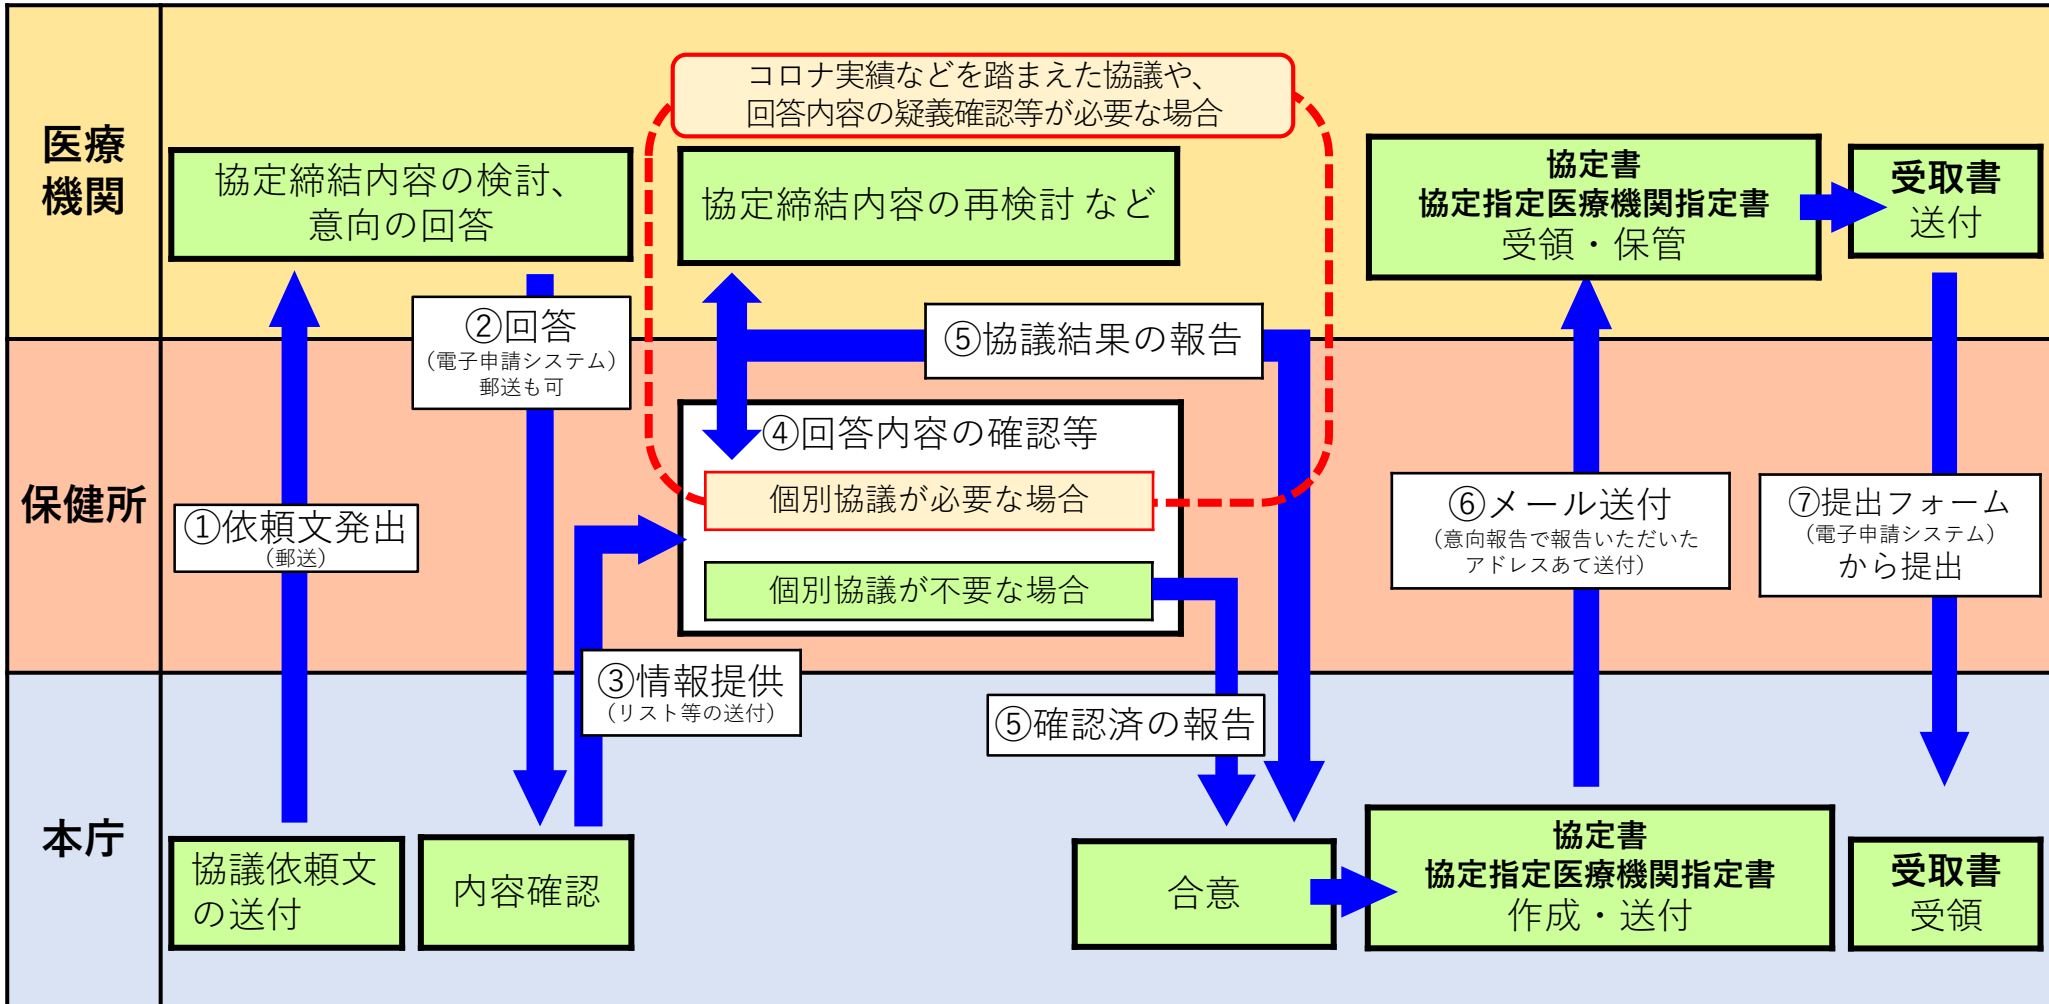 医療
機関
協定締結内容の検討、
意向の回答
コロナ実績などを踏まえた協議や、
回答内容の疑義確認等が必要な場合
協定締結内容の再検討 など
協定書
協定指定医療機関指定書
受領・保管
受取書
送付
②回答
（電子申請システム）
郵送も可
⑤協議結果の報告
保健所
①依頼文発出
（郵送）
④回答内容の確認等
個別協議が必要な場合
個別協議が不要な場合
⑥メール送付
（意向報告で報告いただいた
アドレスあて送付）
⑦提出フォーム
（電子申請システム）
から提出
③情報提供
（リスト等の送付）
⑤確認済の報告
本庁
協議依頼文
の送付
内容確認
合意
協定書
協定指定医療機関指定書
作成・送付
受取書
受領